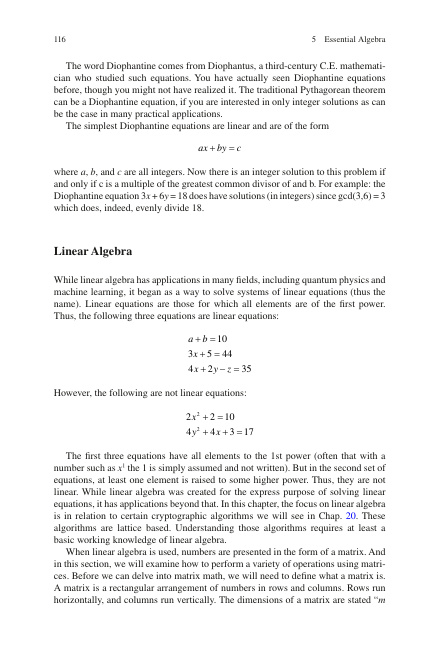 116
5 Essential Algebra
The word Diophantine comes from Diophantus, a third-century C.E. mathemati-
cian who studied such equations. You have actually seen Diophantine equations
before, though you might not have realized it. The traditional Pythagorean theorem
can be a Diophantine equation, if you are interested in only integer solutions as can
be the case in many practical applications.
The simplest Diophantine equations are linear and are of the form
ax + by = c
where a, b, and c are all integers. Now there is an integer solution to this problem if
and only if c is a multiple of the greatest common divisor of and b. For example: the
Diophantine equation 3x + 6y = 18 does have solutions (in integers) since gcd(3,6) = 3
which does, indeed, evenly divide 18.
Linear Algebra
While linear algebra has applications in many fields, including quantum physics and
machine learning, it began as a way to solve systems of linear equations (thus the
name). Linear equations are those for which all elements are of the first power.
Thus, the following three equations are linear equations:
a + b = 10
3x + 5 = 44
4x + 2y − z = 35
However, the following are not linear equations:
2x² + 2 = 10
4y² + 4x + 3 = 17
The first three equations have all elements to the 1st power (often that with a
number such as x¹ the 1 is simply assumed and not written). But in the second set of
equations, at least one element is raised to some higher power. Thus, they are not
linear. While linear algebra was created for the express purpose of solving linear
equations, it has applications beyond that. In this chapter, the focus on linear algebra
is in relation to certain cryptographic algorithms we will see in Chap. 20. These
algorithms are lattice based. Understanding those algorithms requires at least a
basic working knowledge of linear algebra.
When linear algebra is used, numbers are presented in the form of a matrix. And
in this section, we will examine how to perform a variety of operations using matri-
ces. Before we can delve into matrix math, we will need to define what a matrix is.
A matrix is a rectangular arrangement of numbers in rows and columns. Rows run
horizontally, and columns run vertically. The dimensions of a matrix are stated “m